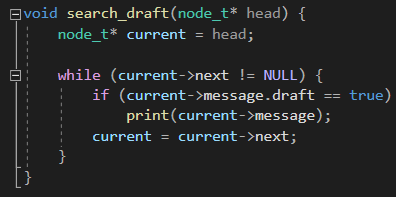 void search_draft(node_t* head) {
    node_t* current = head;

    while (current->next != NULL) {
        if (current->message.draft == true)
            print(current->message);
        current = current->next;
    }
}